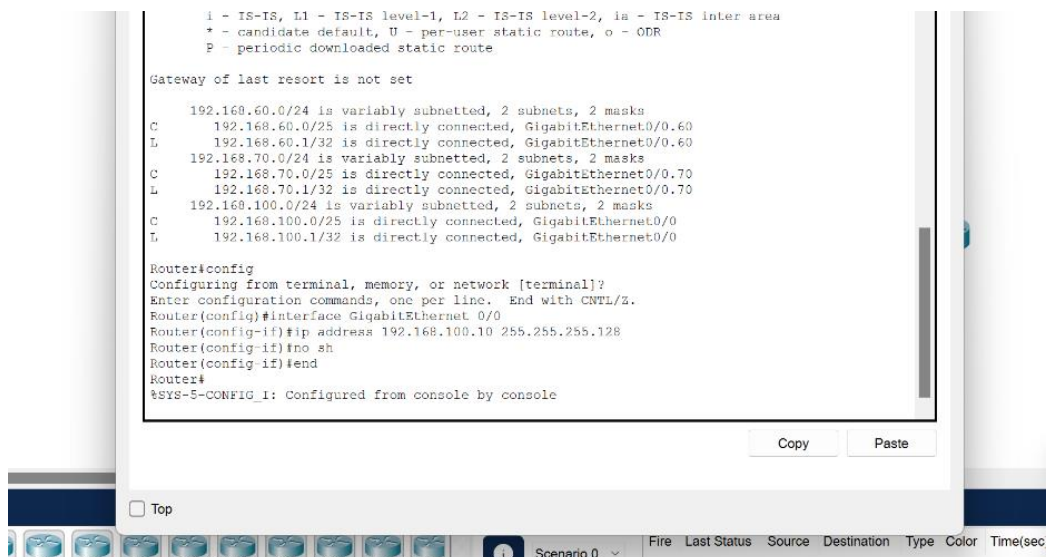 i - IS-IS, L1 - IS-IS level-1, L2 - IS-IS level-2, ia - IS-IS inter area
* - candidate default, U - per-user static route, o - ODR
P - periodic downloaded static route
Gateway of last resort is not set
192.168.60.0/24 is variably subnetted, 2 subnets, 2 masks
C 192.168.60.0/25 is directly connected, GigabitEthernet0/0.60
L 192.168.60.1/32 is directly connected, GigabitEthernet0/0.60
192.168.70.0/24 is variably subnetted, 2 subnets, 2 masks
C 192.168.70.0/25 is directly connected, GigabitEthernet0/0.70
L 192.168.70.1/32 is directly connected, GigabitEthernet0/0.70
192.168.100.0/24 is variably subnetted, 2 subnets, 2 masks
C 192.168.100.0/25 is directly connected, GigabitEthernet0/0
L 192.168.100.1/32 is directly connected, GigabitEthernet0/0
Router#config
Configuring from terminal, memory, or network [terminal]?
Enter configuration commands, one per line. End with CNTL/Z.
Router(config)#interface GigabitEthernet 0/0
Router(config-if)#ip address 192.168.100.10 255.255.255.128
Router(config-if)#no sh
Router(config-if)#end
Router#
%SYS-5-CONFIG_I: Configured from console by console
Copy Paste
Top
Scenario 0
Fire Last Status Source Destination Type Color Time(sec